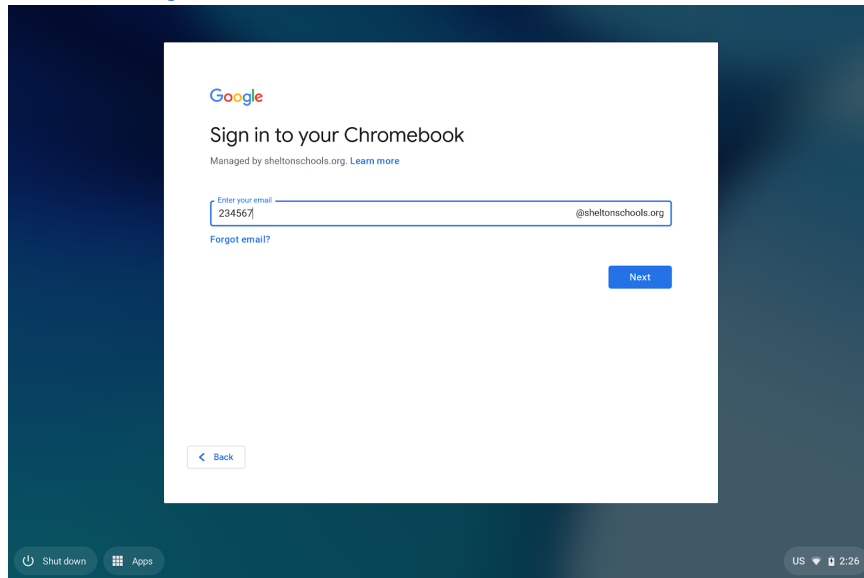 Google
Sign in to your Chromebook
Managed by sheltonschools.org. Learn more
Enter your email
234567 @sheltonschools.org
Forgot email?
Next
Back
Shut down Apps US 2:26